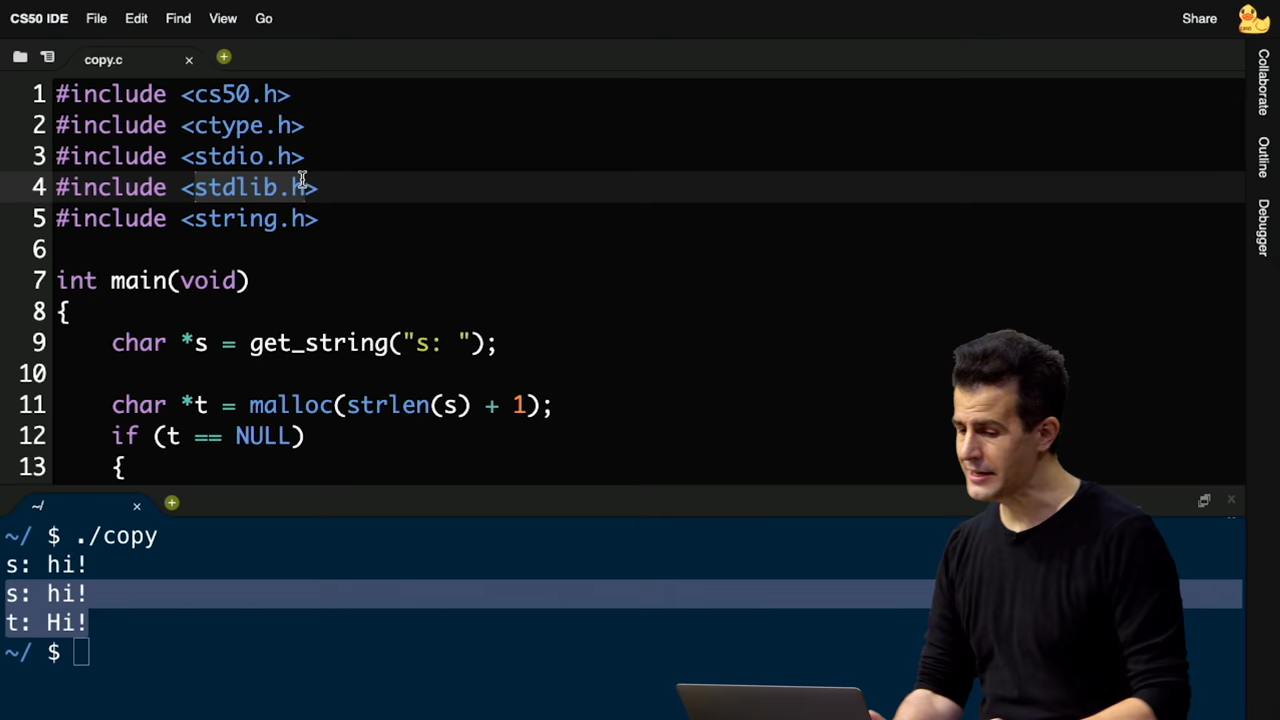 CS50 IDE File Edit Find View Go Share
copy.c
1 #include <cs50.h>
2 #include <ctype.h>
3 #include <stdio.h>
4 #include <stdlib.h>
5 #include <string.h>
6
7 int main(void)
8 {
9     char *s = get_string("s: ");
10
11     char *t = malloc(strlen(s) + 1);
12     if (t == NULL)
13     {
Collaborate
Outline
Debugger
~/
~/ $ ./copy
s: hi!
s: hi!
t: Hi!
~/ $